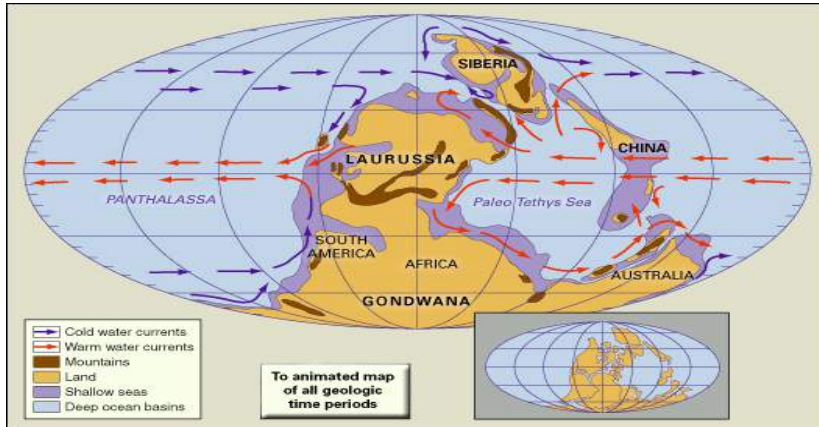 SIBERIA
CHINA
LAURUSSIA
PANTHALASSA
Paleo Tethys Sea
SOUTH
AMERICA
AFRICA
AUSTRALIA
GONDWANA
Cold water currents
Warm water currents
Mountains
Land
Shallow seas
Deep ocean basins
To animated map
of all geologic
time periods